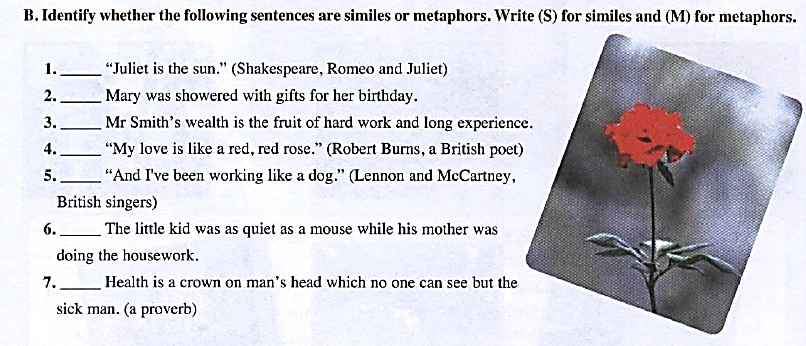 B. Identify whether the following sentences are similes or metaphors. Write (S) for similes and (M) for metaphors.
1. _____ “Juliet is the sun.” (Shakespeare, Romeo and Juliet)
2. _____ Mary was showered with gifts for her birthday.
3. _____ Mr Smith’s wealth is the fruit of hard work and long experience.
4. _____ “My love is like a red, red rose.” (Robert Burns, a British poet)
5. _____ “And I've been working like a dog.” (Lennon and McCartney,
British singers)
6. _____ The little kid was as quiet as a mouse while his mother was
doing the housework.
7. _____ Health is a crown on man’s head which no one can see but the
sick man. (a proverb)